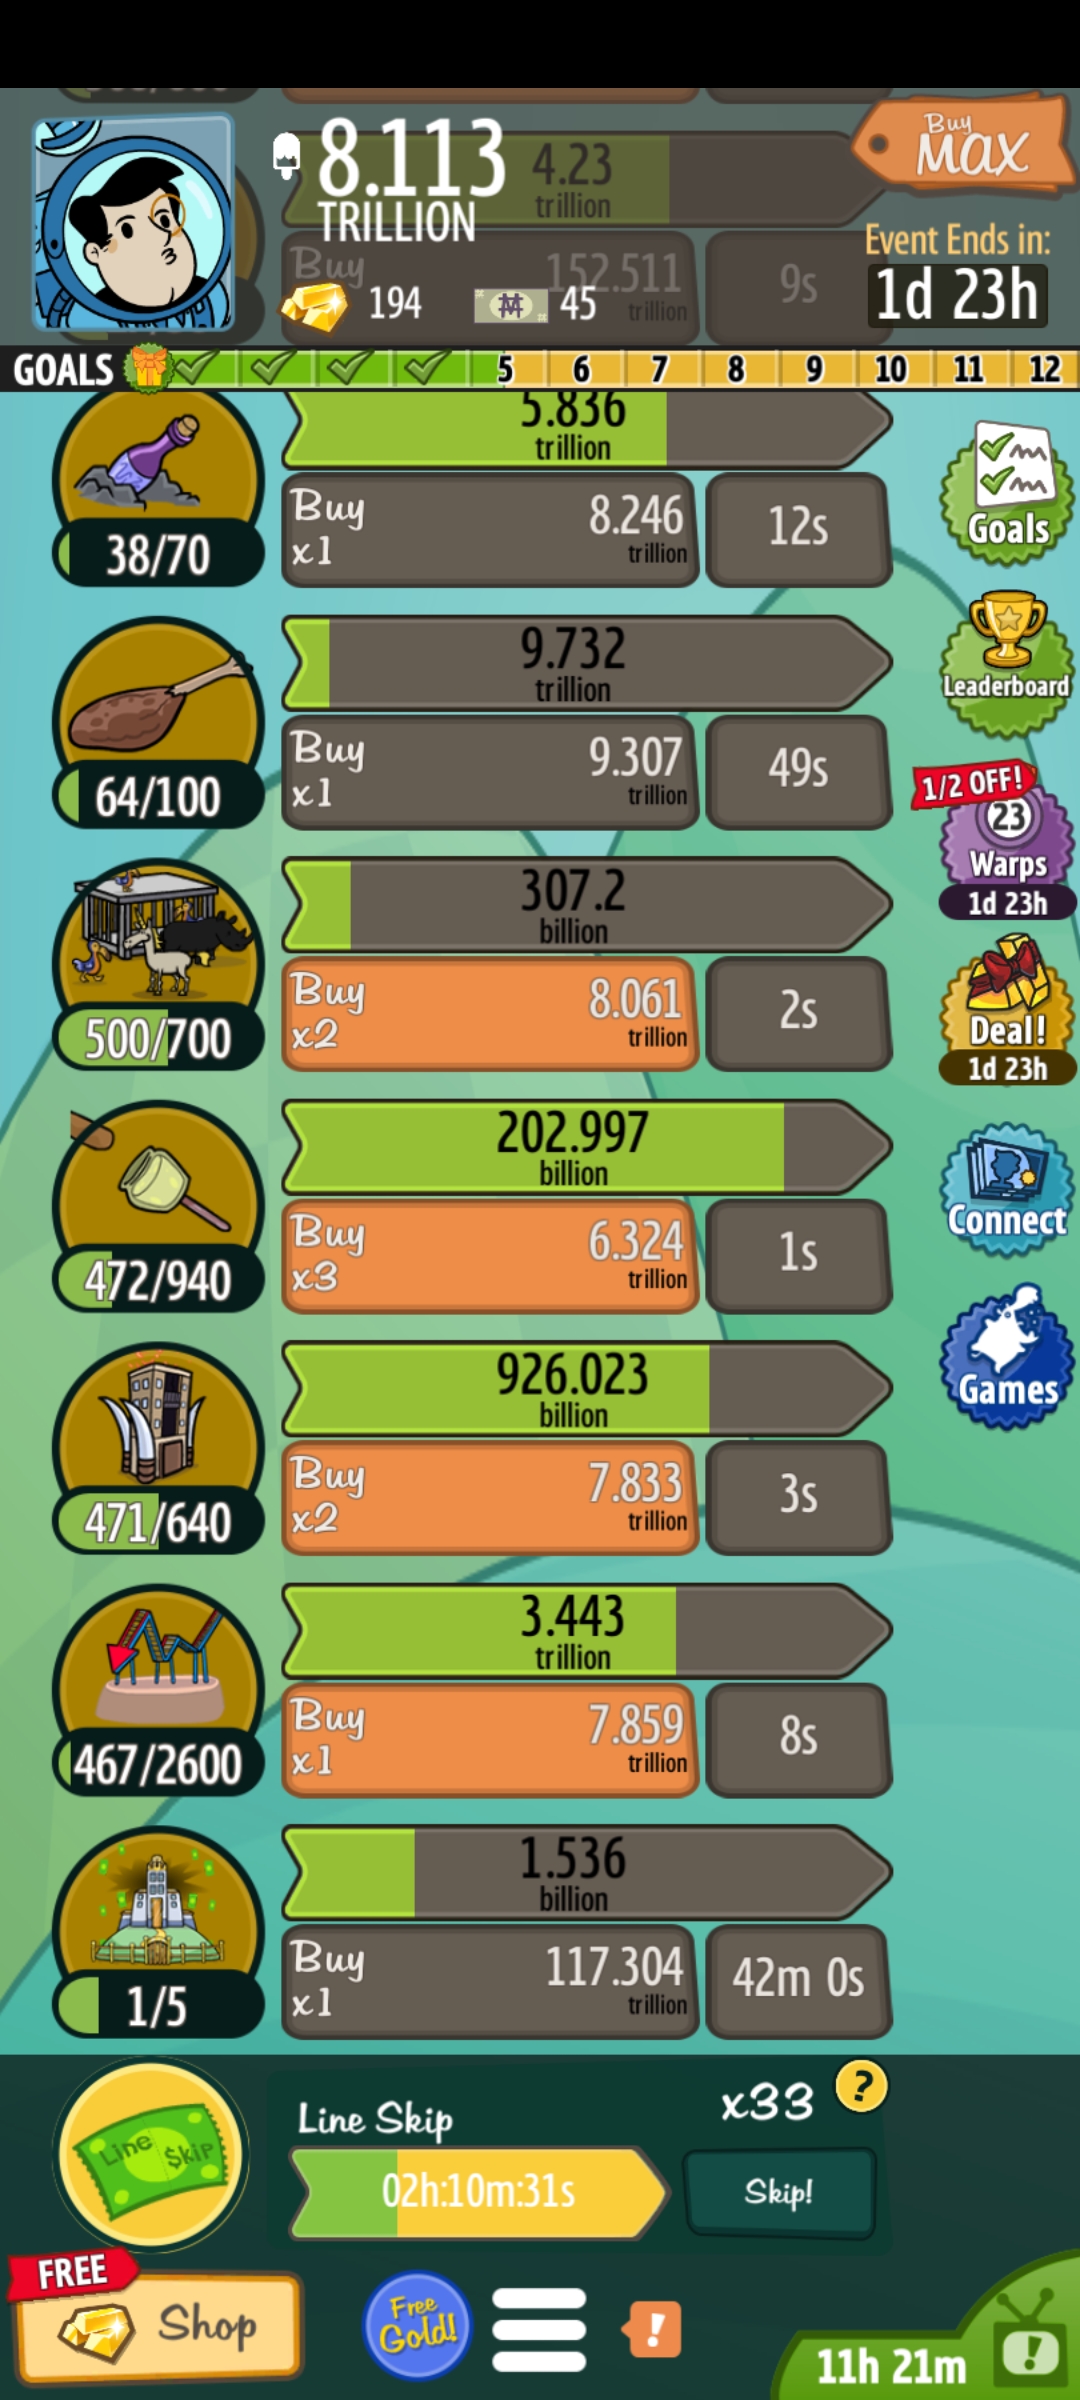 8.113
TRILLION
4.23
trillion
Buy
MAX
Buy
152.511
trillion
9s
194
45
Event Ends in:
1d 23h
GOALS
5
6
7
8
9
10
11
12
5.836
trillion
38/70
Buy
x1
8.246
trillion
12s
Goals
9.732
trillion
64/100
Buy
x1
9.307
trillion
49s
Leaderboard
1/2 OFF!
23
Warps
1d 23h
307.2
billion
500/700
Buy
x2
8.061
trillion
2s
Deal!
1d 23h
202.997
billion
472/940
Buy
x3
6.324
trillion
1s
Connect
926.023
billion
471/640
Buy
x2
7.833
trillion
3s
Games
3.443
trillion
467/2600
Buy
x1
7.859
trillion
8s
1.536
billion
1/5
Buy
x1
117.304
trillion
42m 0s
Line $kip
Line Skip
x33
?
02h:10m:31s
Skip!
FREE
Shop
Free
Gold!
!
11h 21m
!